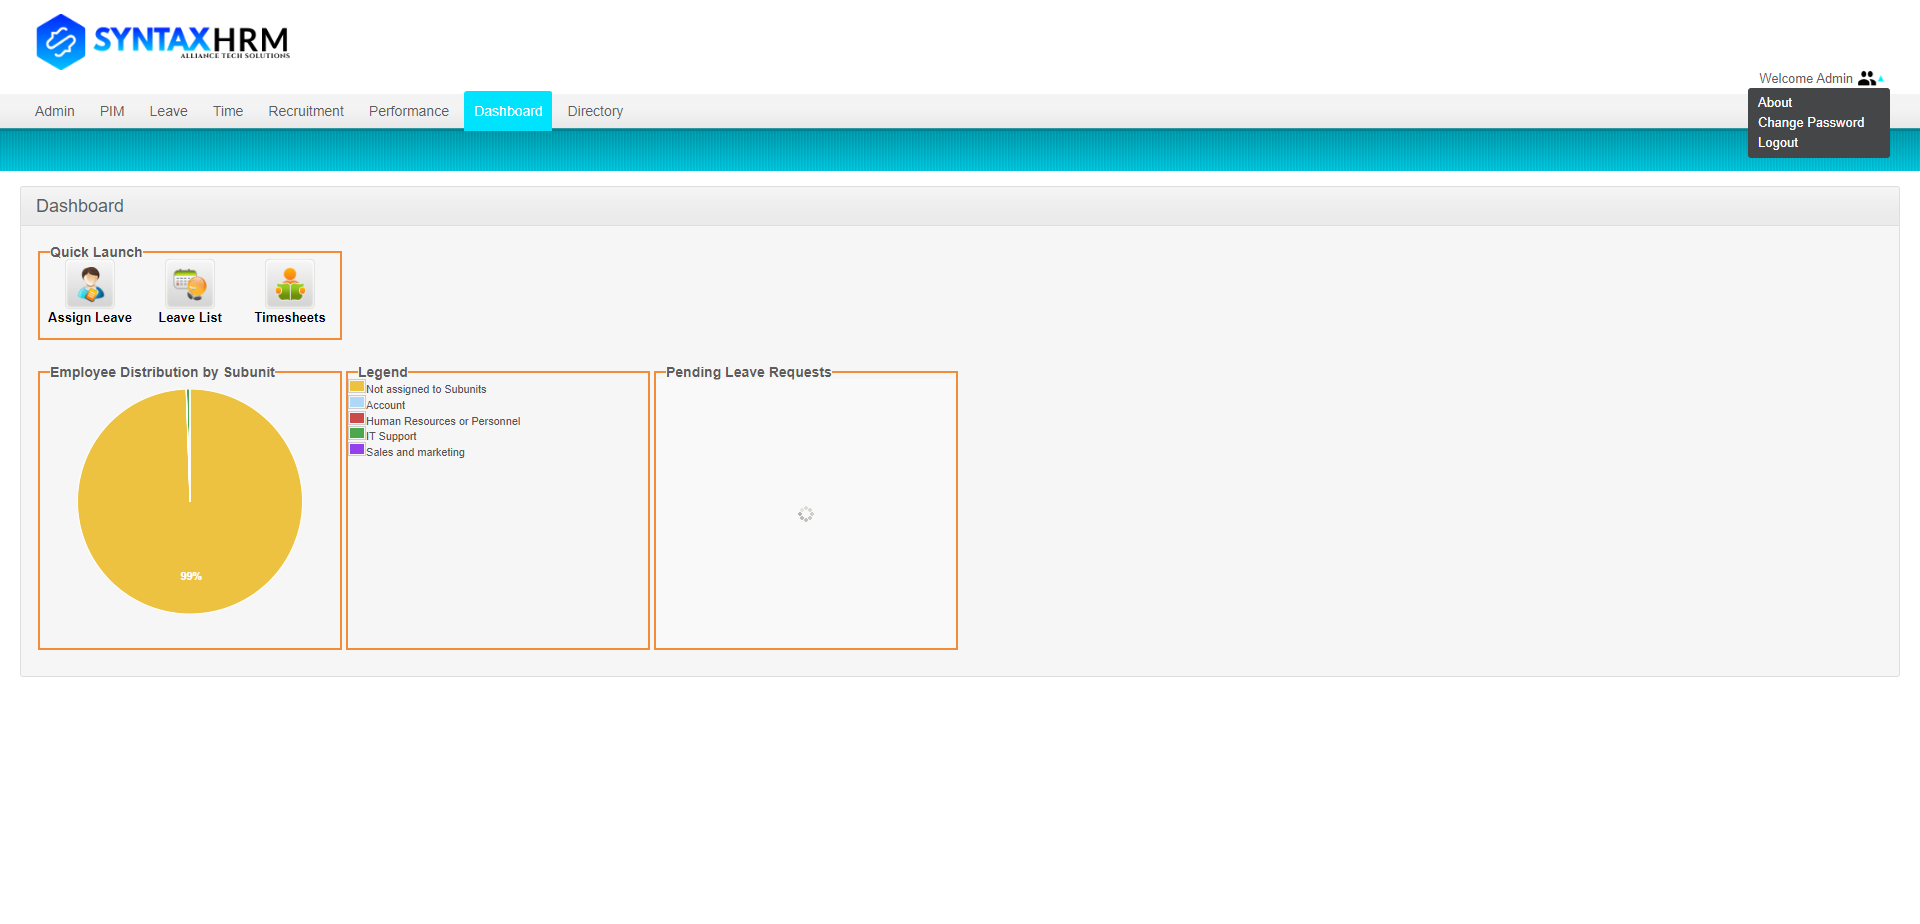 SYNTAXHRM
ALLIANCE TECH SOLUTIONS
Welcome Admin
Admin PIM Leave Time Recruitment Performance Dashboard Directory
About
Change Password
Logout
Dashboard
Quick Launch
Assign Leave Leave List Timesheets
Employee Distribution by Subunit
99%
Legend
Not assigned to Subunits
Account
Human Resources or Personnel
IT Support
Sales and marketing
Pending Leave Requests